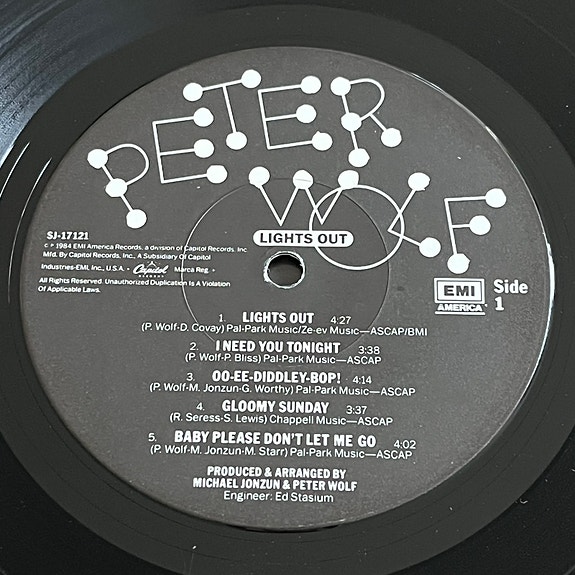 PETER
WOLF
LIGHTS OUT
SJ-17121
© ℗ 1984 EMI America Records, a division of Capitol Records, Inc.
Mfd. By Capitol Records, Inc., A Subsidiary Of Capitol
Industries-EMI, Inc., U.S.A. • Capitol RECORDS Marca Reg. •
All Rights Reserved. Unauthorized Duplication Is A Violation
Of Applicable Laws.
EMI
AMERICA
Side
1
1. LIGHTS OUT 4:27
(P. Wolf-D. Covay) Pal-Park Music/Ze-ev Music—ASCAP/BMI
2. I NEED YOU TONIGHT 3:38
(P. Wolf-P. Bliss) Pal-Park Music—ASCAP
3. OO-EE-DIDDLEY-BOP! 4:14
(P. Wolf-M. Jonzun-G. Worthy) Pal-Park Music—ASCAP
4. GLOOMY SUNDAY 3:37
(R. Seress-S. Lewis) Chappell Music—ASCAP
5. BABY PLEASE DON'T LET ME GO 4:02
(P. Wolf-M. Jonzun-M. Starr) Pal-Park Music—ASCAP
PRODUCED & ARRANGED BY
MICHAEL JONZUN & PETER WOLF
Engineer: Ed Stasium